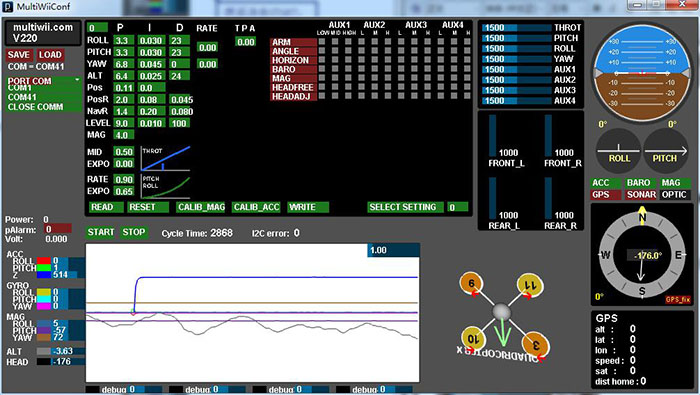 MultiWiiConf
multiwii.com
V220
SAVE LOAD
COM = COM41
PORT COM
COM1
COM41
CLOSE COMM
0 P I D RATE T P A
ROLL 3.3 0.030 23 0.00 0.00
PITCH 3.3 0.030 23
YAW 6.8 0.045 0 0.00
ALT 6.4 0.025 24
Pos 0.11 0.0
PosR 2.0 0.08 0.045
NavR 1.4 0.20 0.080
LEVEL 9.0 0.010 100
MAG 4.0
MID 0.50 THROT
EXPO 0.00
RATE 0.90 PITCH
EXPO 0.65 ROLL
AUX1 AUX2 AUX3 AUX4
LOW MID HIGH L M H L M H L M H
ARM
ANGLE
HORIZON
BARO
MAG
HEADFREE
HEADADJ
READ RESET CALIB_MAG CALIB_ACC WRITE SELECT SETTING 0
1500 THROT
1500 PITCH
1500 ROLL
1500 YAW
1500 AUX1
1500 AUX2
1500 AUX3
1500 AUX4
1000 1000
FRONT_L FRONT_R
1000 1000
REAR_L REAR_R
+30 +30
+20 +20
+10 +10
-10 -10
-20 -20
-30 -30
0° 0°
ROLL PITCH
ACC BARO MAG
GPS SONAR OPTIC
N
W -176.0° E
S
0° GPS_fix
GPS
alt : 0
lat : 0
lon : 0
speed : 0
sat : 0
dist home : 0
Power: 0
pAlarm: 0
Volt: 0.000
START STOP Cycle Time: 2868 I2C error: 0
1.00
ACC
ROLL 0
PITCH 1
Z 514
GYRO
ROLL 0
PITCH 0
YAW 0
MAG
ROLL 5
PITCH -57
YAW 72
ALT -3.63
HEAD -176
9 11
10 3
QUADRICOPTER X
debug 0 debug 0 debug 0 debug 0